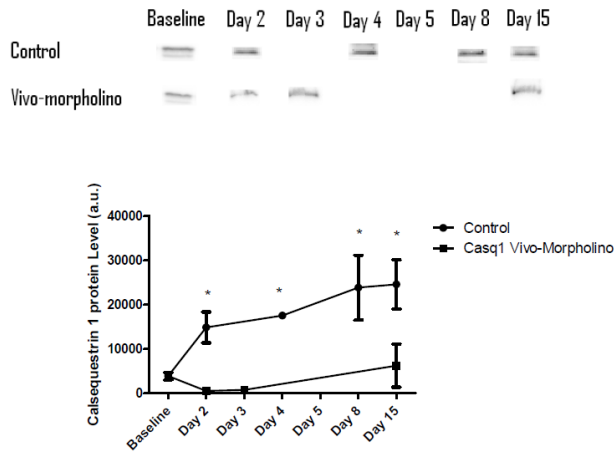 Baseline Day 2 Day 3 Day 4 Day 5 Day 8 Day 15
Control
Vivo-morpholino
Calsequestrin 1 protein Level (a.u.)
40000
30000
20000
10000
0
* * * *
Baseline Day 2 Day 3 Day 4 Day 5 Day 8 Day 15
Control
Casq1 Vivo-Morpholino